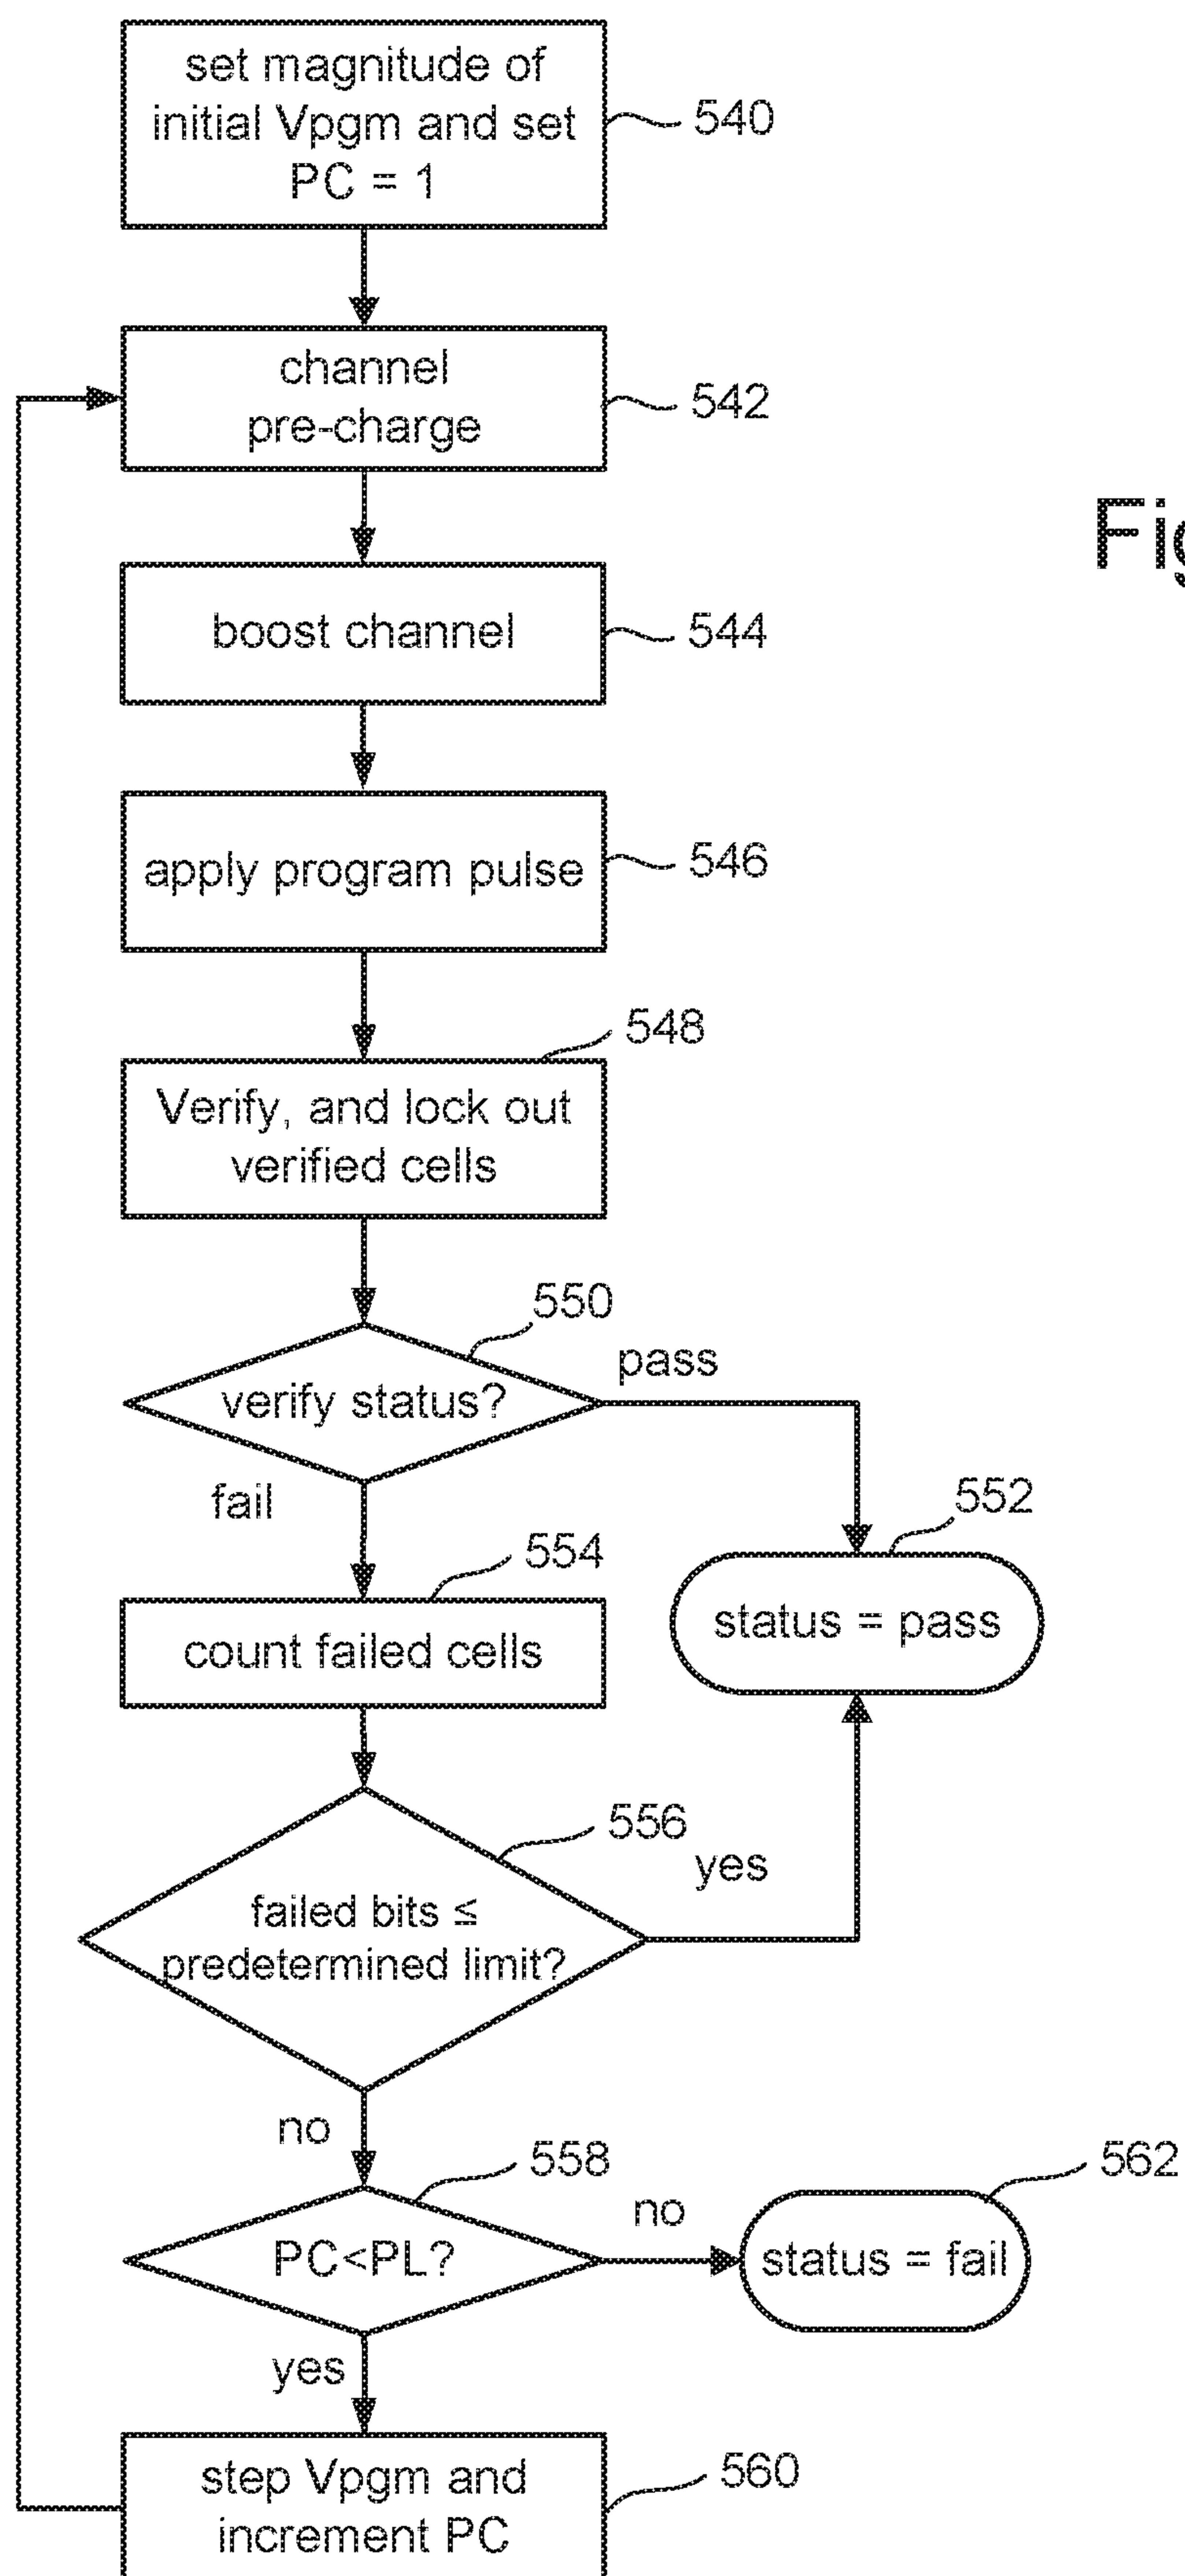 set magnitude of
initial Vpgm and set
PC = 1
540
channel
pre-charge
542
Fig
boost channel
544
apply program pulse
546
548
Verify, and lock out
verified cells
550
verify status?
pass
fail
552
554
status = pass
count failed cells
556
yes
failed bits ≤
predetermined limit?
no
558
562
no
PC<PL?
status = fail
yes
step Vpgm and
increment PC
560